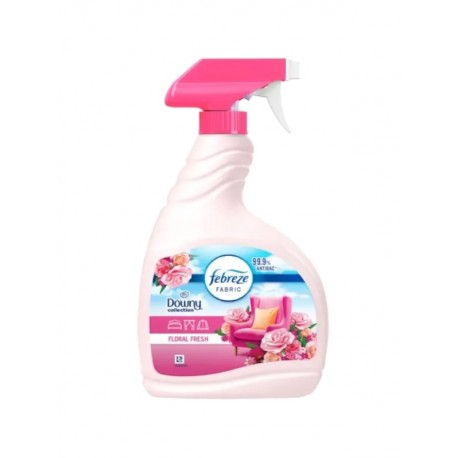 febreze
FABRIC
99.9%
ANTIBAC
Downy
collection
FLORAL FRESH